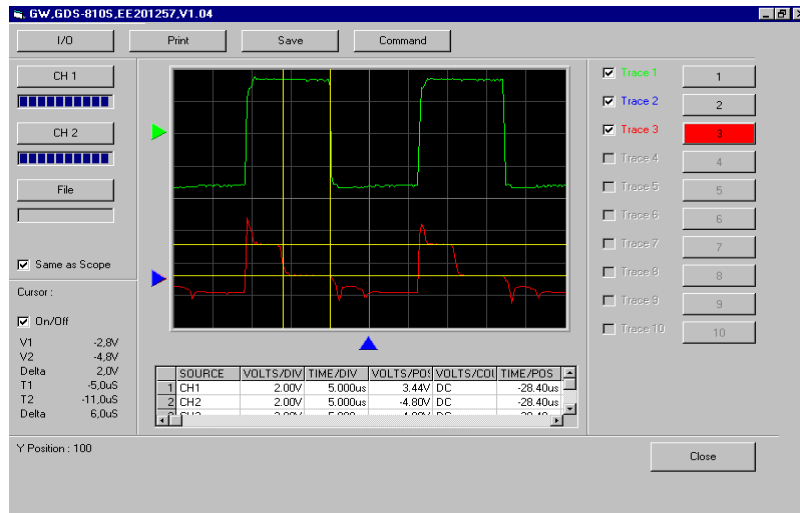 GW,GDS-810S,EE201257,V1.04
I/O Print Save Command
CH 1
CH 2
File
Same as Scope
Cursor :
On/Off
V1 -2,8V
V2 -4,8V
Delta 2,0V
T1 -5,0uS
T2 -11,0uS
Delta 6,0uS
Trace 1 1
Trace 2 2
Trace 3 3
Trace 4 4
Trace 5 5
Trace 6 6
Trace 7 7
Trace 8 8
Trace 9 9
Trace 10 10
SOURCE VOLTS/DIV TIME/DIV VOLTS/POS VOLTS/COU TIME/POS
1 CH1 2.00V 5.000us 3.44V DC -28.40us
2 CH2 2.00V 5.000us -4.80V DC -28.40us
Y Position : 100
Close